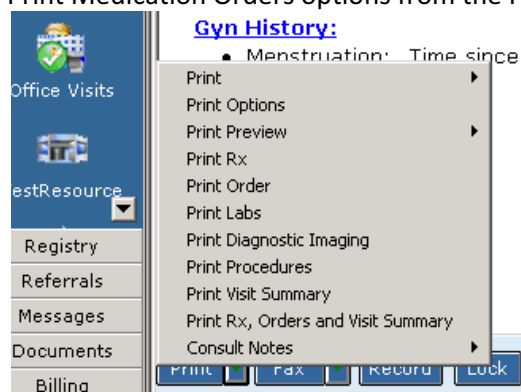 Print Medication Orders options from the
Gyn History:
• Menstruation: Time since
Office Visits
TestResource
Registry
Referrals
Messages
Documents
Billing
Print
Print Options
Print Preview
Print Rx
Print Order
Print Labs
Print Diagnostic Imaging
Print Procedures
Print Visit Summary
Print Rx, Orders and Visit Summary
Consult Notes
Print
Fax
Record
Lock